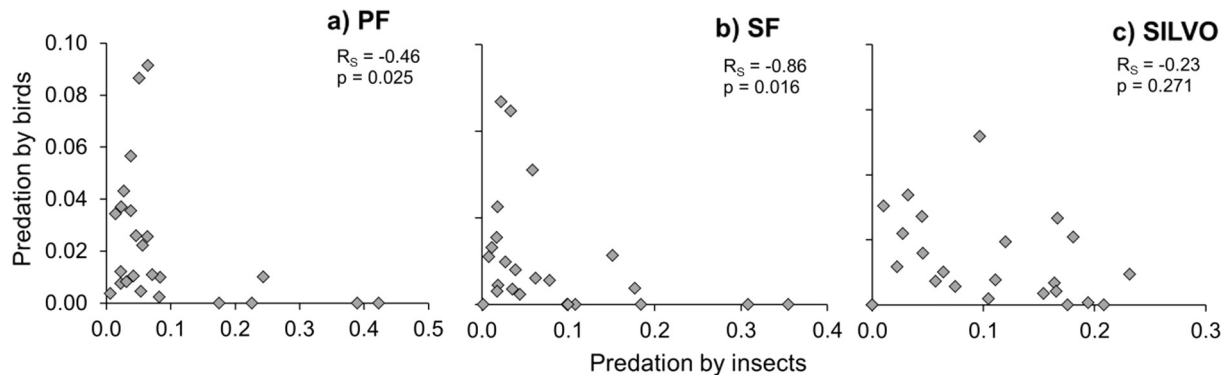 a) PF
R_S = -0.46
p = 0.025
b) SF
R_S = -0.86
p = 0.016
c) SILVO
R_S = -0.23
p = 0.271
Predation by birds
0.10
0.08
0.06
0.04
0.02
0.00
0.0 0.1 0.2 0.3 0.4 0.5
0.0 0.1 0.2 0.3 0.4
0.0 0.1 0.2 0.3
Predation by insects